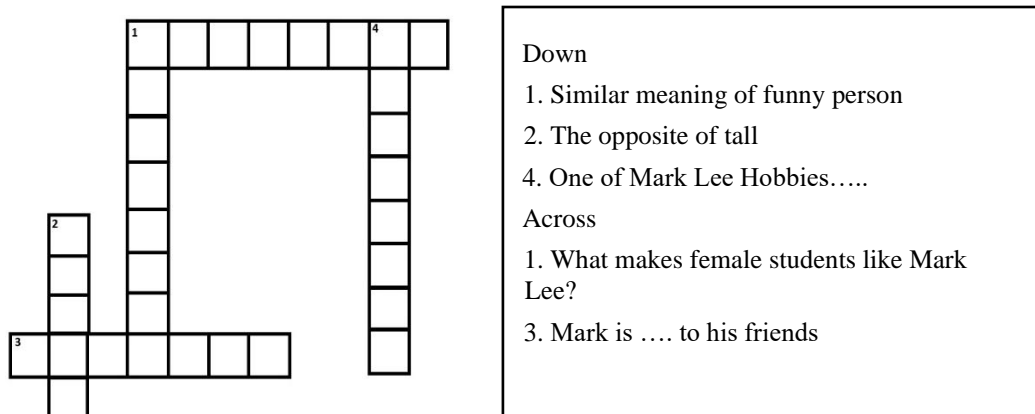 1
4
2
3
Down
1. Similar meaning of funny person
2. The opposite of tall
4. One of Mark Lee Hobbies…..
Across
1. What makes female students like Mark
Lee?
3. Mark is …. to his friends